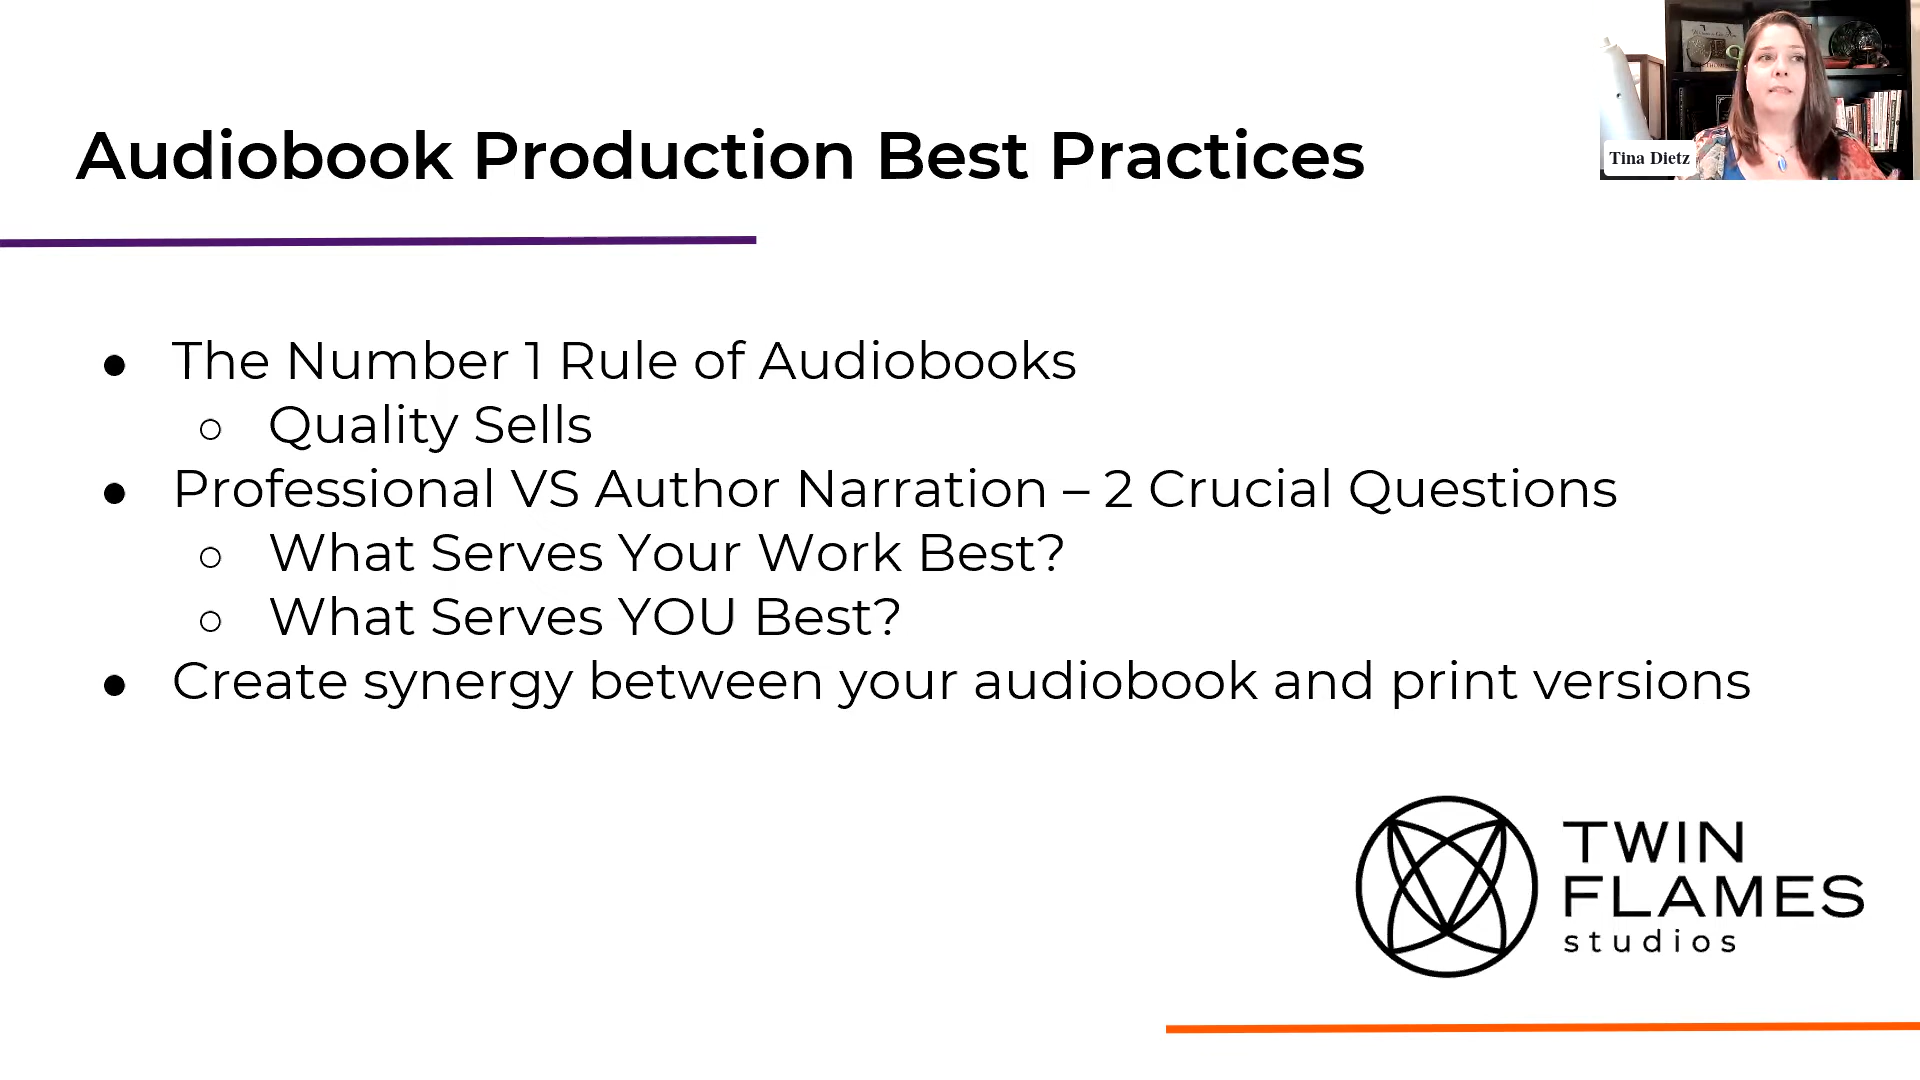 Audiobook Production Best Practices
Tina Dietz
● The Number 1 Rule of Audiobooks
○ Quality Sells
● Professional VS Author Narration – 2 Crucial Questions
○ What Serves Your Work Best?
○ What Serves YOU Best?
● Create synergy between your audiobook and print versions
TWIN
FLAMES
studios